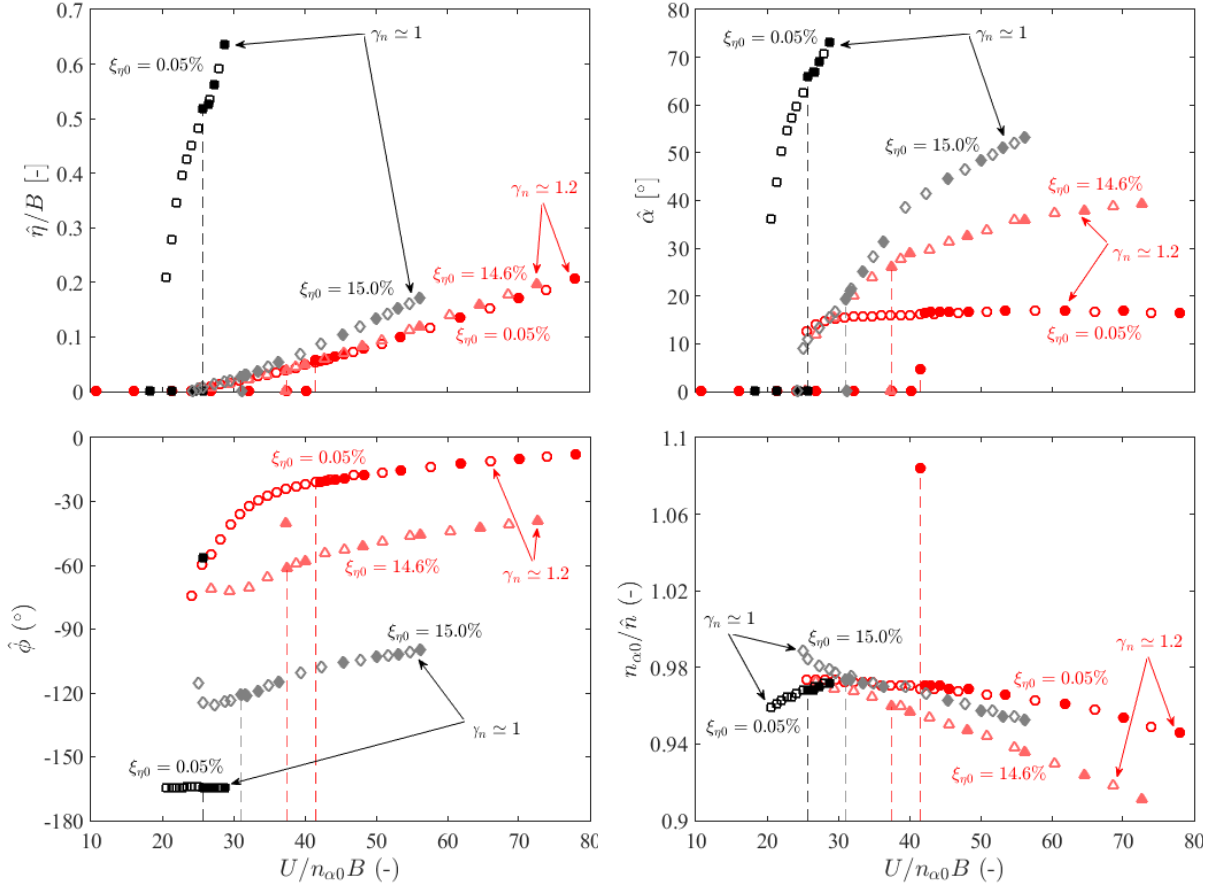 0.7
0.6
0.5
0.4
0.3
0.2
0.1
0
η̂/B [-]
ξη0 = 0.05%
γn ≃ 1
γn ≃ 1.2
ξη0 = 15.0%
ξη0 = 14.6%
ξη0 = 0.05%
80
70
60
50
40
30
20
10
0
α̂ [°]
ξη0 = 0.05%
γn ≃ 1
ξη0 = 15.0%
ξη0 = 14.6%
γn ≃ 1.2
ξη0 = 0.05%
0
-30
-60
-90
-120
-150
-180
ϕ̂ (°)
ξη0 = 0.05%
γn ≃ 1.2
ξη0 = 14.6%
ξη0 = 15.0%
γn ≃ 1
ξη0 = 0.05%
10 20 30 40 50 60 70 80
U/nα0B (-)
1.1
1.06
1.02
0.98
0.94
0.9
nα0/n̂ (-)
γn ≃ 1
ξη0 = 15.0%
γn ≃ 1.2
ξη0 = 0.05%
ξη0 = 0.05%
ξη0 = 14.6%
10 20 30 40 50 60 70 80
U/nα0B (-)